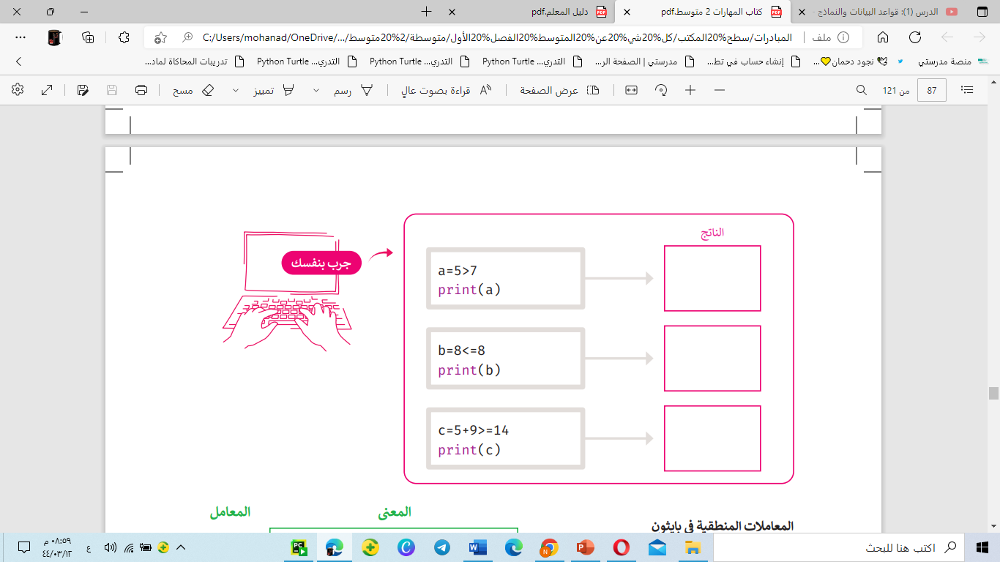 الدرس (1): قواعد البيانات والنماذج -
كتاب المهارات 2 متوسط.pdf
دليل المعلم.pdf
ملف
C:/Users/mohanad/OneDrive/.../المبادرات/سطح%20المكتب/كل%20شي%20عن%20المتوسط%20الفصل%20الأول/متوسطة/2%20متوسط
منصة مدرستي
نجود دحمان💛...
إنشاء حساب في تط...
مدرستي | الصفحة الر...
Python Turtle ...التدري
Python Turtle ...التدري
Python Turtle ...التدري
تدريبات المحاكاة لماد...
87
من 121
عرض الصفحة
قراءة بصوت عالٍ
رسم
تمييز
مسح
الناتج
جرب بنفسك
a=5>7
print(a)
b=8<=8
print(b)
c=5+9>=14
print(c)
المعنى
المعامل
المعاملات المنطقية في بايثون
اكتب هنا للبحث
ع
٠٨:٥٩ م
٤٤/٠٣/١٢